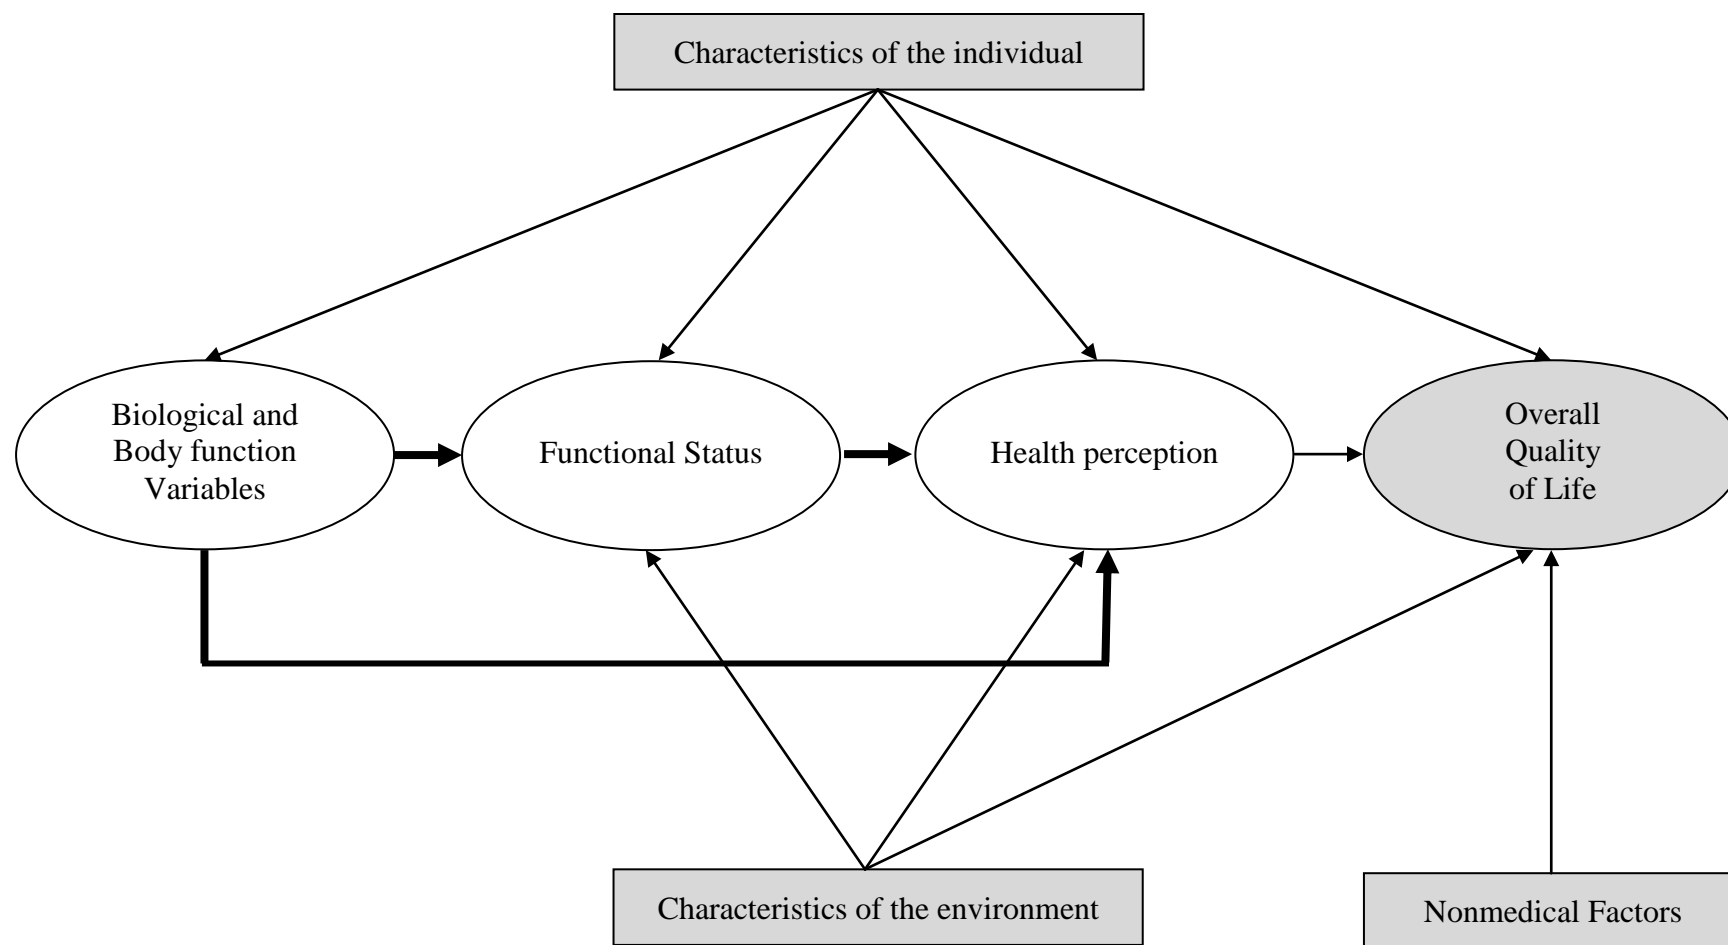 Characteristics of the individual
Biological and
Body function
Variables
Functional Status
Health perception
Overall
Quality
of Life
Characteristics of the environment
Nonmedical Factors